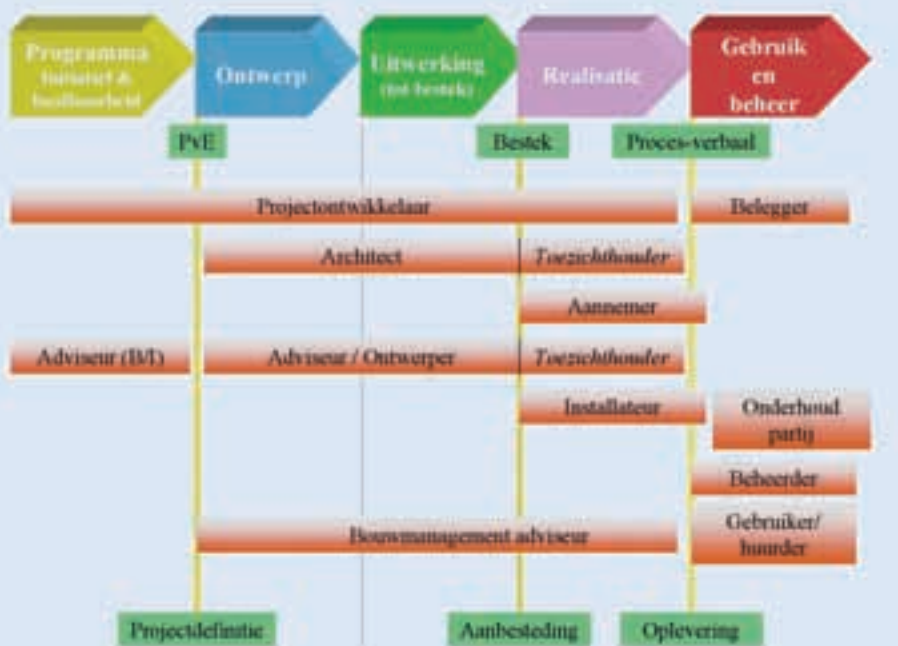 Programma
Initiatief &
haalbaarheid
Ontwerp
Uitwerking
(tot bestek)
Realisatie
Gebruik
en
beheer
PvE
Bestek
Proces-verbaal
Projectontwikkelaar
Belegger
Architect
Toezichthouder
Aannemer
Adviseur (B/I)
Adviseur / Ontwerper
Toezichthouder
Installateur
Onderhoud
partij
Beheerder
Bouwmanagement adviseur
Gebruiker/
huurder
Projectdefinitie
Aanbesteding
Oplevering